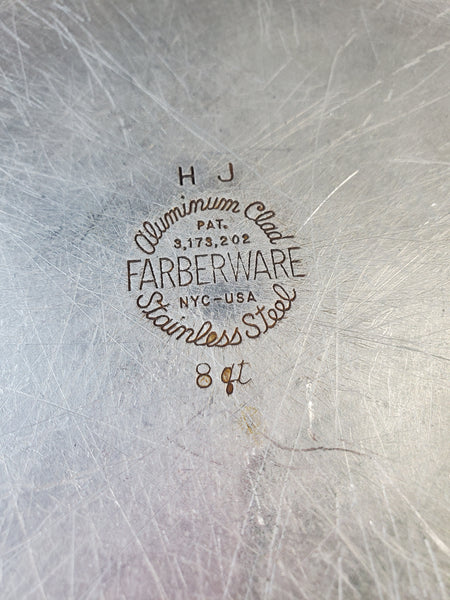 H J
Aluminum Clad
PAT.
3,173,202
FARBERWARE
NYC-USA
Stainless Steel
8 qt